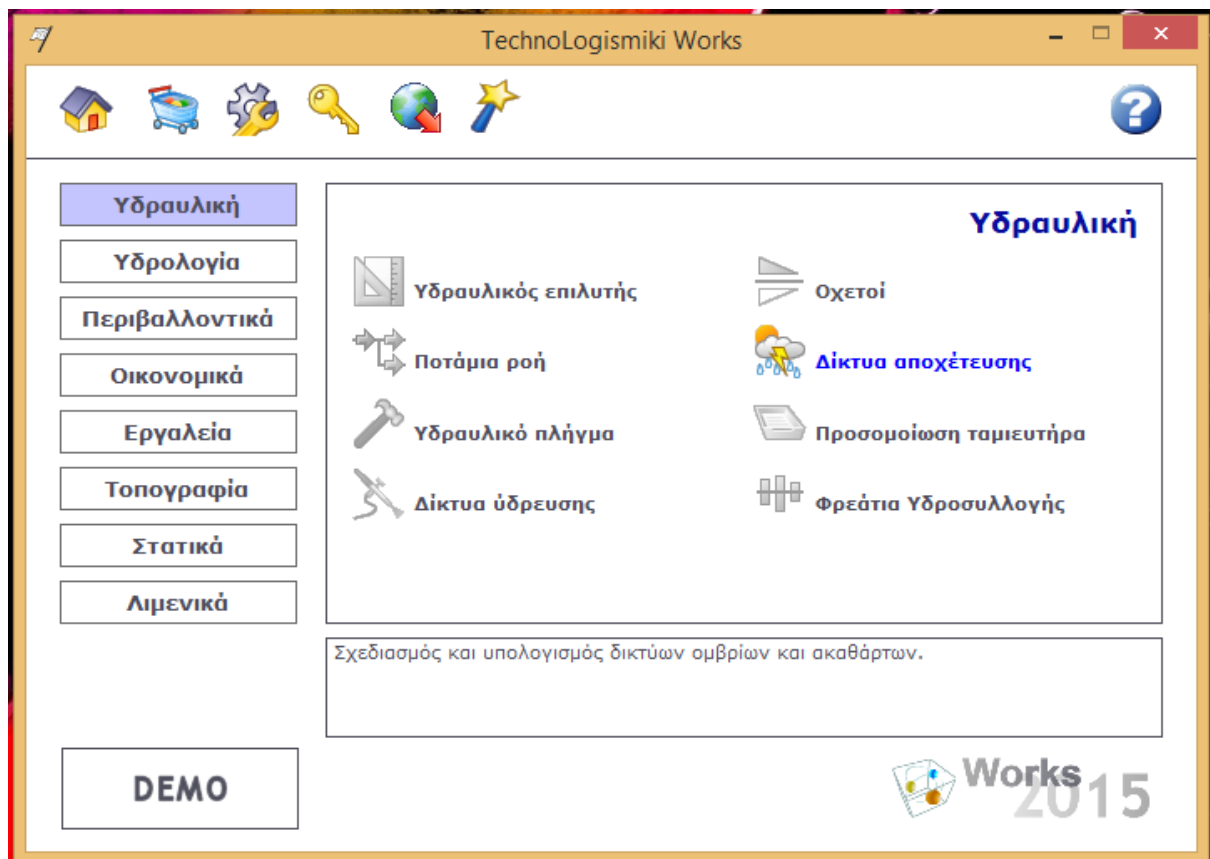 TechnoLogismiki Works
Υδραυλική
Υδρολογία
Περιβαλλοντικά
Οικονομικά
Εργαλεία
Τοπογραφία
Στατικά
Λιμενικά
Υδραυλική
Υδραυλικός επιλυτής
Οχετοί
Ποτάμια ροή
Δίκτυα αποχέτευσης
Υδραυλικό πλήγμα
Προσομοίωση ταμιευτήρα
Δίκτυα ύδρευσης
Φρεάτια Υδροσυλλογής
Σχεδιασμός και υπολογισμός δικτύων ομβρίων και ακαθάρτων.
DEMO
Works
2015